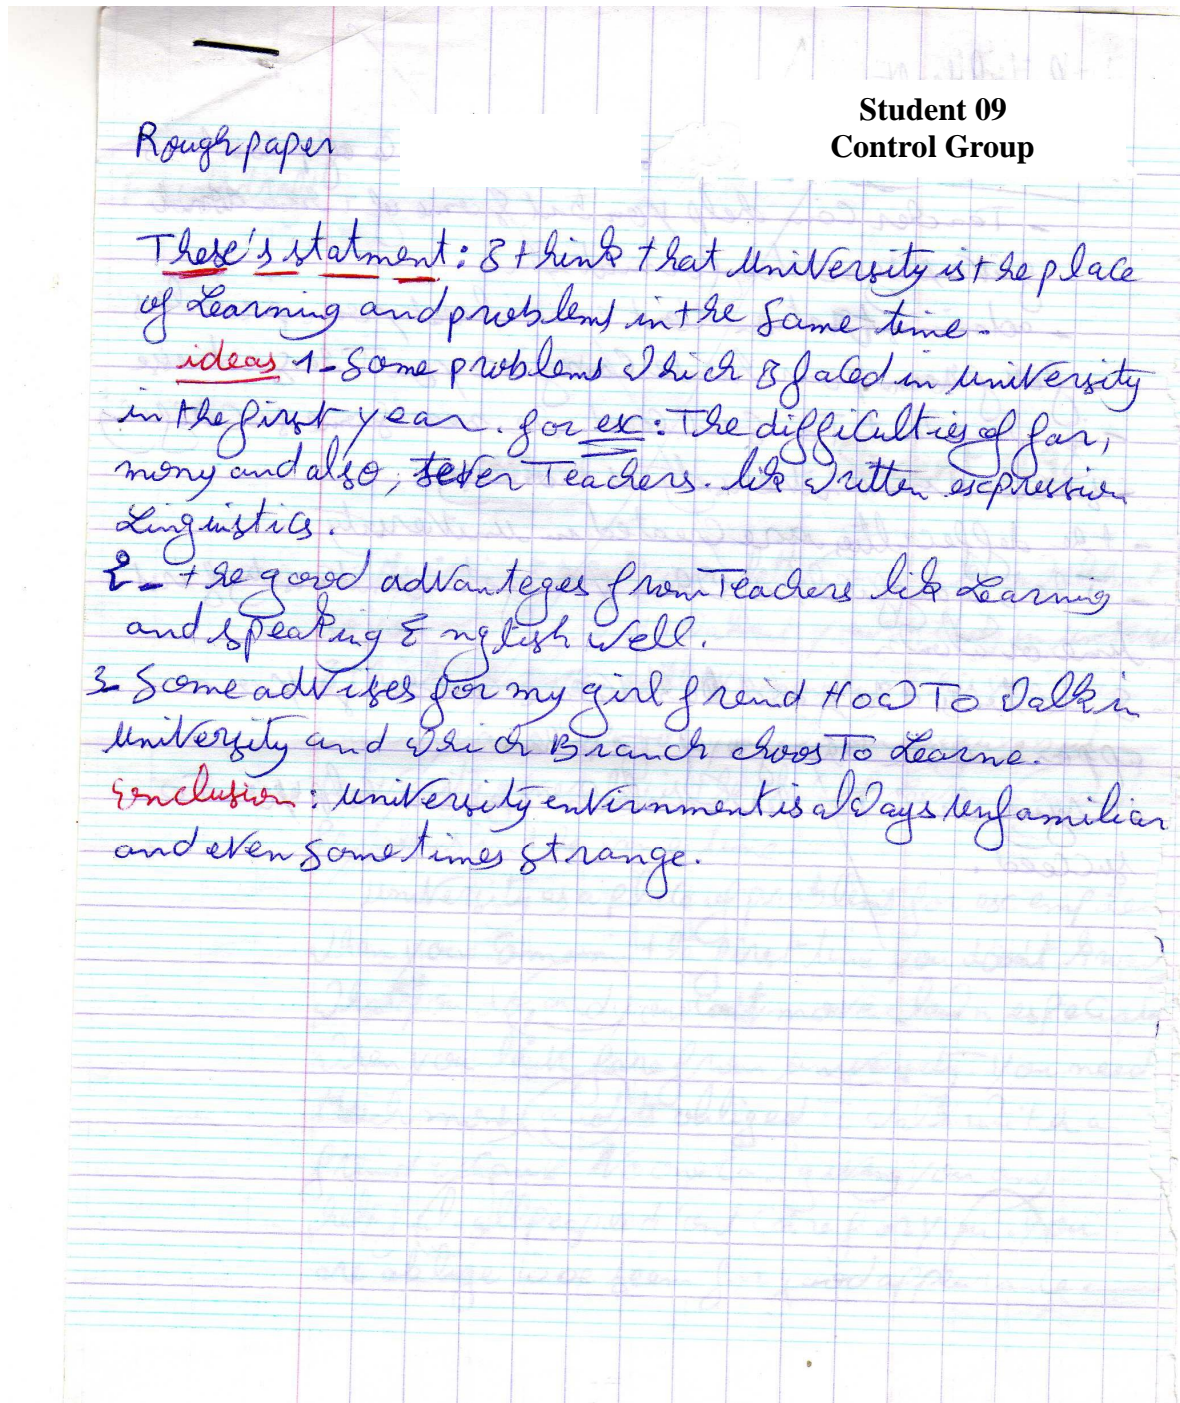 Student 09
Control Group
Rough paper
These's statment: I think that university is the place
of Learning and problems in the same time.
ideas 1- Some problems which I faced in university
in the first year. for ex: The difficulties of far,
mony and also, sever Teachers. like written expression
Linguistics.
2- the good advanteges from Teachers like Learning
and speaking English well.
3- Some advises for my girl freind How To walk in
university and which Branch choos To Learne.
Conclusion: university envirnment is always unfamiliar
and even sometimes strange.